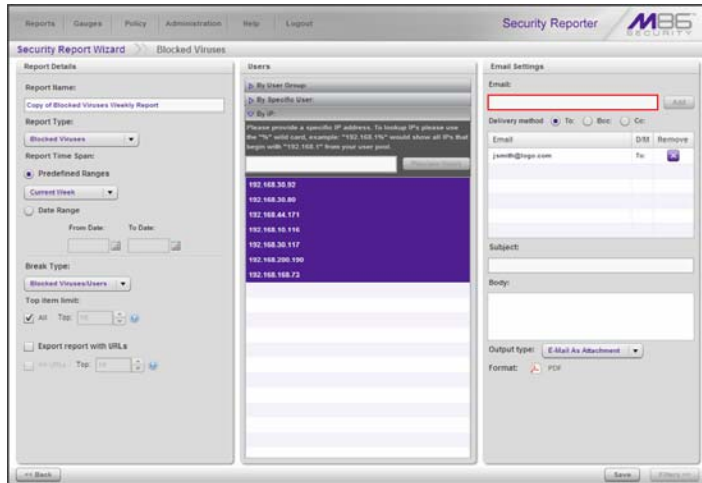 Reports Gauges Policy Administration Help Logout
Security Reporter
M86
SECURITY
Security Report Wizard Blocked Viruses
Report Details
Report Name:
Copy of Blocked Viruses Weekly Report
Report Type:
Blocked Viruses
Report Time Span:
Predefined Ranges
Current Week
Date Range
From Date: To Date:
Break Type:
Blocked Viruses/Users
Top item limit:
All Top:
Export report with URLs
Top:
Users
By User Group:
By Specific User:
By IP:
Please provide a specific IP address. To lookup IPs please use
the "%" wild card, example: "192.168.1%" would show all IPs that
begin with "192.168.1" from your user pool.
192.168.30.92
192.168.30.80
192.168.44.171
192.168.10.116
192.168.30.117
192.168.200.190
192.168.168.73
Email Settings
Email:
Add
Delivery method To: Bcc: Cc:
Email D/M Remove
jsmith@logo.com To:
Subject:
Body:
Output type: E-Mail As Attachment
Format: PDF
<< Back
Save
Filters >>